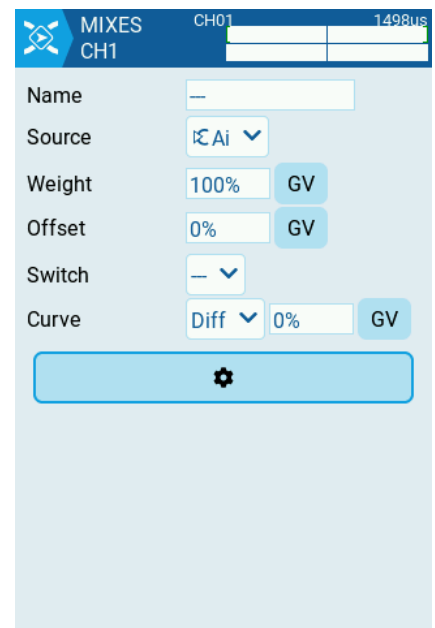 MIXES CH01 1498us
CH1
Name ---
Source Ai
Weight 100% GV
Offset 0% GV
Switch ---
Curve Diff 0% GV